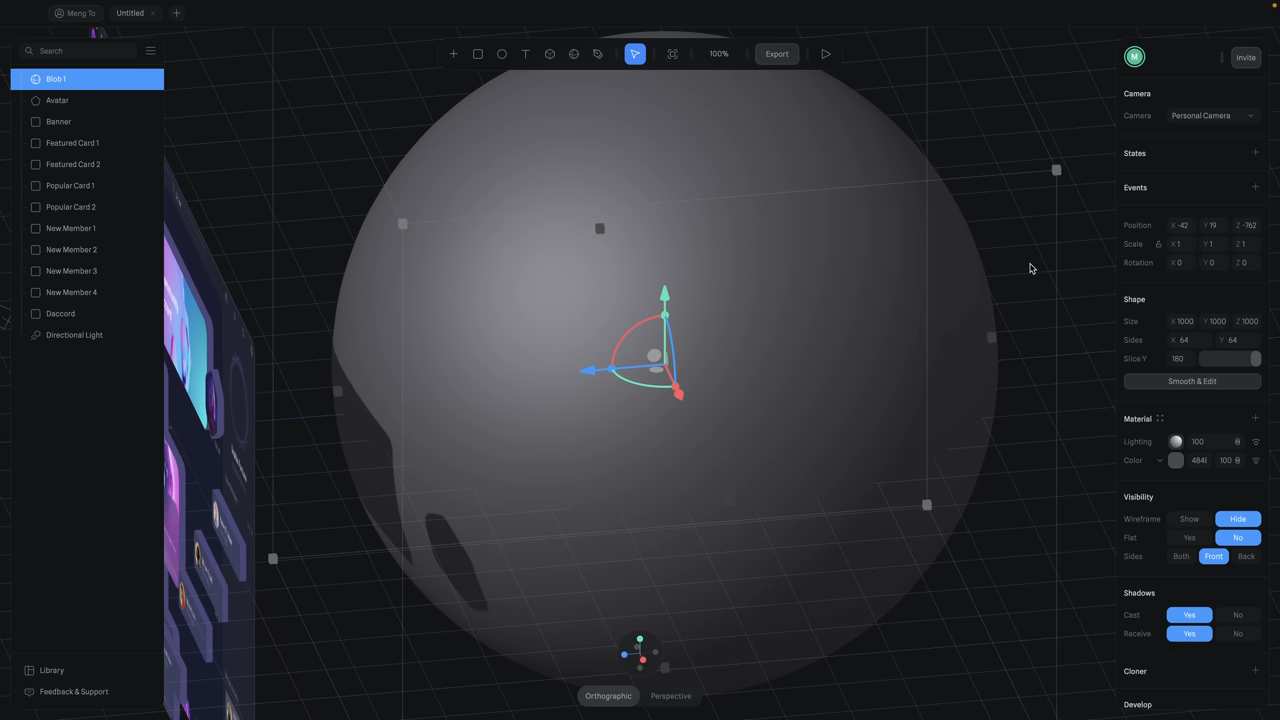 Meng To
Untitled
Search
100%
Export
M
Invite
Blob 1
Avatar
Banner
Featured Card 1
Featured Card 2
Popular Card 1
Popular Card 2
New Member 1
New Member 2
New Member 3
New Member 4
Daccord
Directional Light
Library
Feedback & Support
Orthographic
Perspective
Camera
Camera Personal Camera
States
Events
Position X -42 Y 19 Z -762
Scale X 1 Y 1 Z 1
Rotation X 0 Y 0 Z 0
Shape
Size X 1000 Y 1000 Z 1000
Sides X 64 Y 64
Slice Y 180
Smooth & Edit
Material
Lighting 100
Color 484 100
Visibility
Wireframe Show Hide
Flat Yes No
Sides Both Front Back
Shadows
Cast Yes No
Receive Yes No
Cloner
Develop